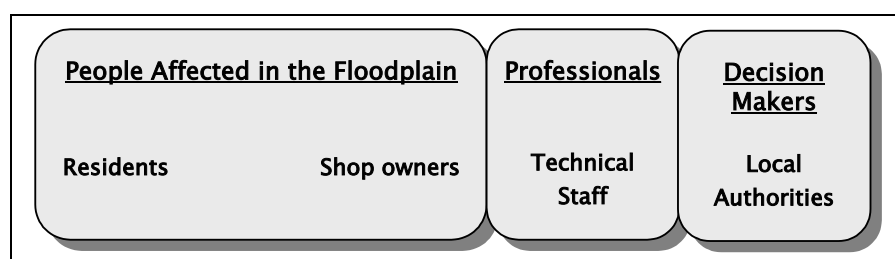 People Affected in the Floodplain
Residents
Shop owners
Professionals
Technical
Staff
Decision
Makers
Local
Authorities